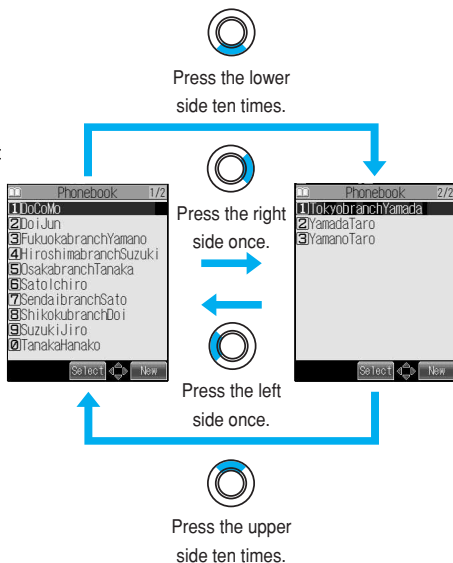 Press the lower
side ten times.
Phonebook 1/2
1DoCoMo
2DoiJun
3FukuokabranchYamano
4HiroshimabranchSuzuki
5OsakabranchTanaka
6SatoIchiro
7SendaibranchSato
8ShikokubranchDoi
9SuzukiJiro
0TanakaHanako
Select New
Press the right
side once.
Press the left
side once.
Phonebook 2/2
1TokyobranchYamada
2YamadaTaro
3YamanoTaro
Select New
Press the upper
side ten times.